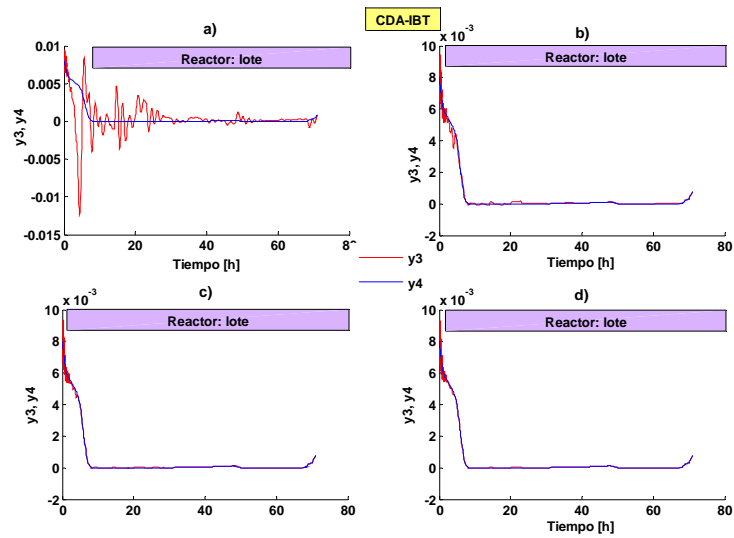 CDA-IBT
a)
Reactor: lote
0.01
0.005
0
-0.005
-0.01
-0.015
y3, y4
0
20
40
60
Tiempo [h]
b)
x 10 -3
Reactor: lote
10
8
6
4
2
0
-2
y3, y4
0
20
40
60
80
Tiempo [h]
y3
y4
c)
x 10 -3
Reactor: lote
10
8
6
4
2
0
-2
y3, y4
0
20
40
60
80
d)
x 10 -3
Reactor: lote
10
8
6
4
2
0
-2
y3, y4
0
20
40
60
80
Tiempo [h]